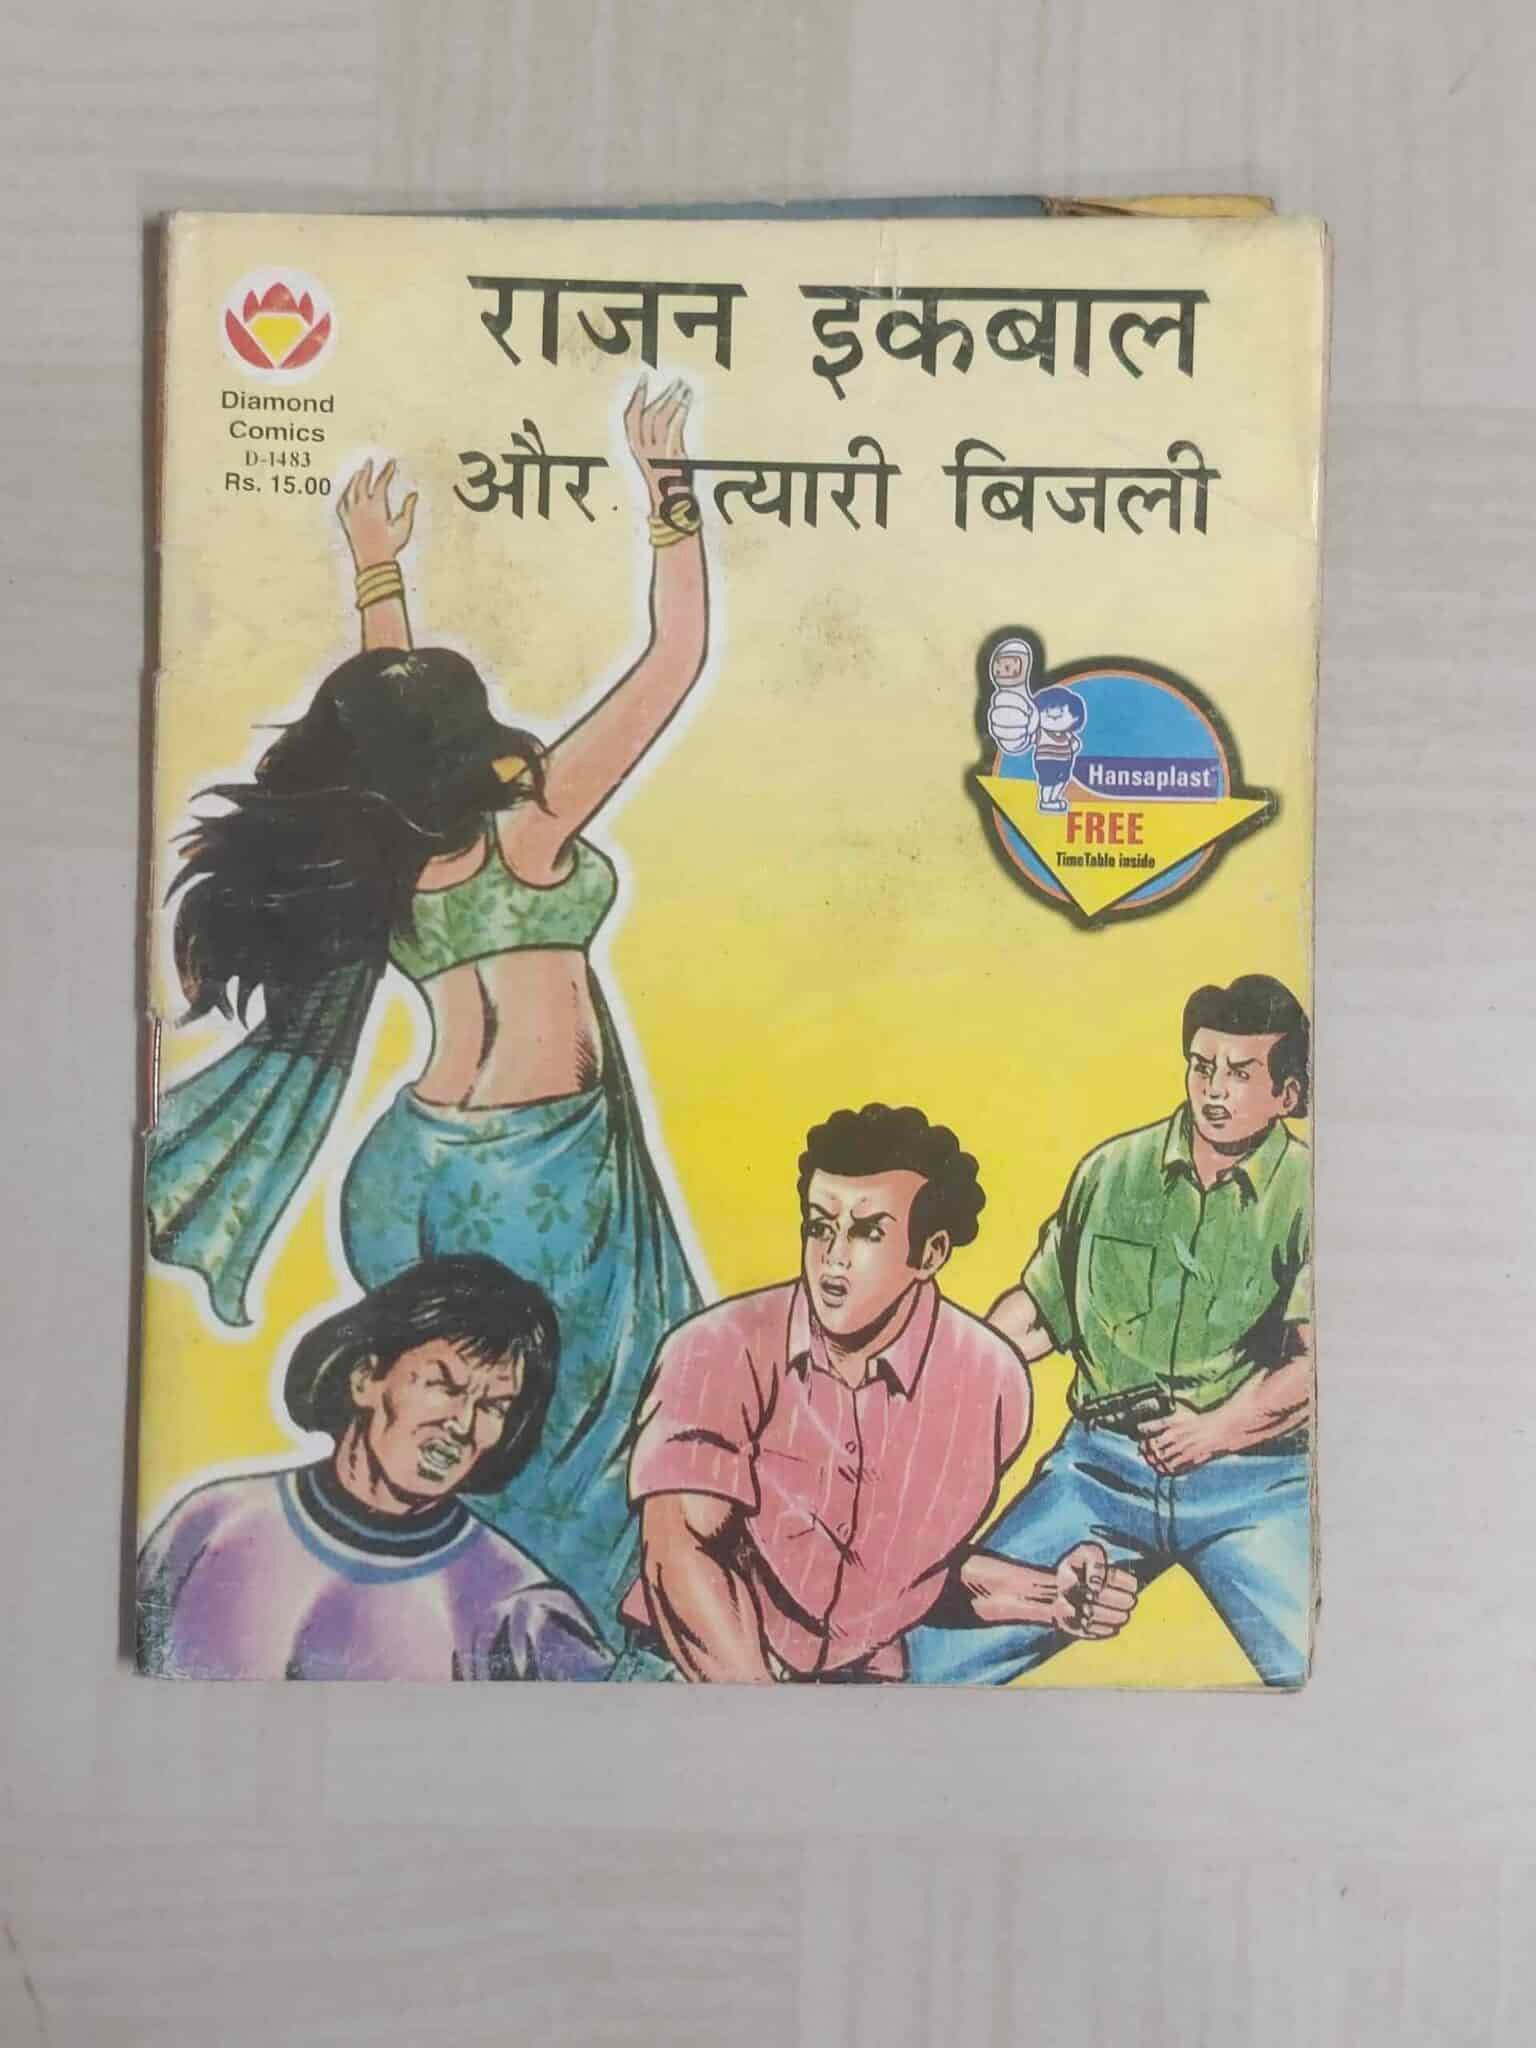 राजन इकबाल
और हत्यारी बिजली
Diamond
Comics
D-1483
Rs. 15.00
Hansaplast
FREE
TimeTable inside